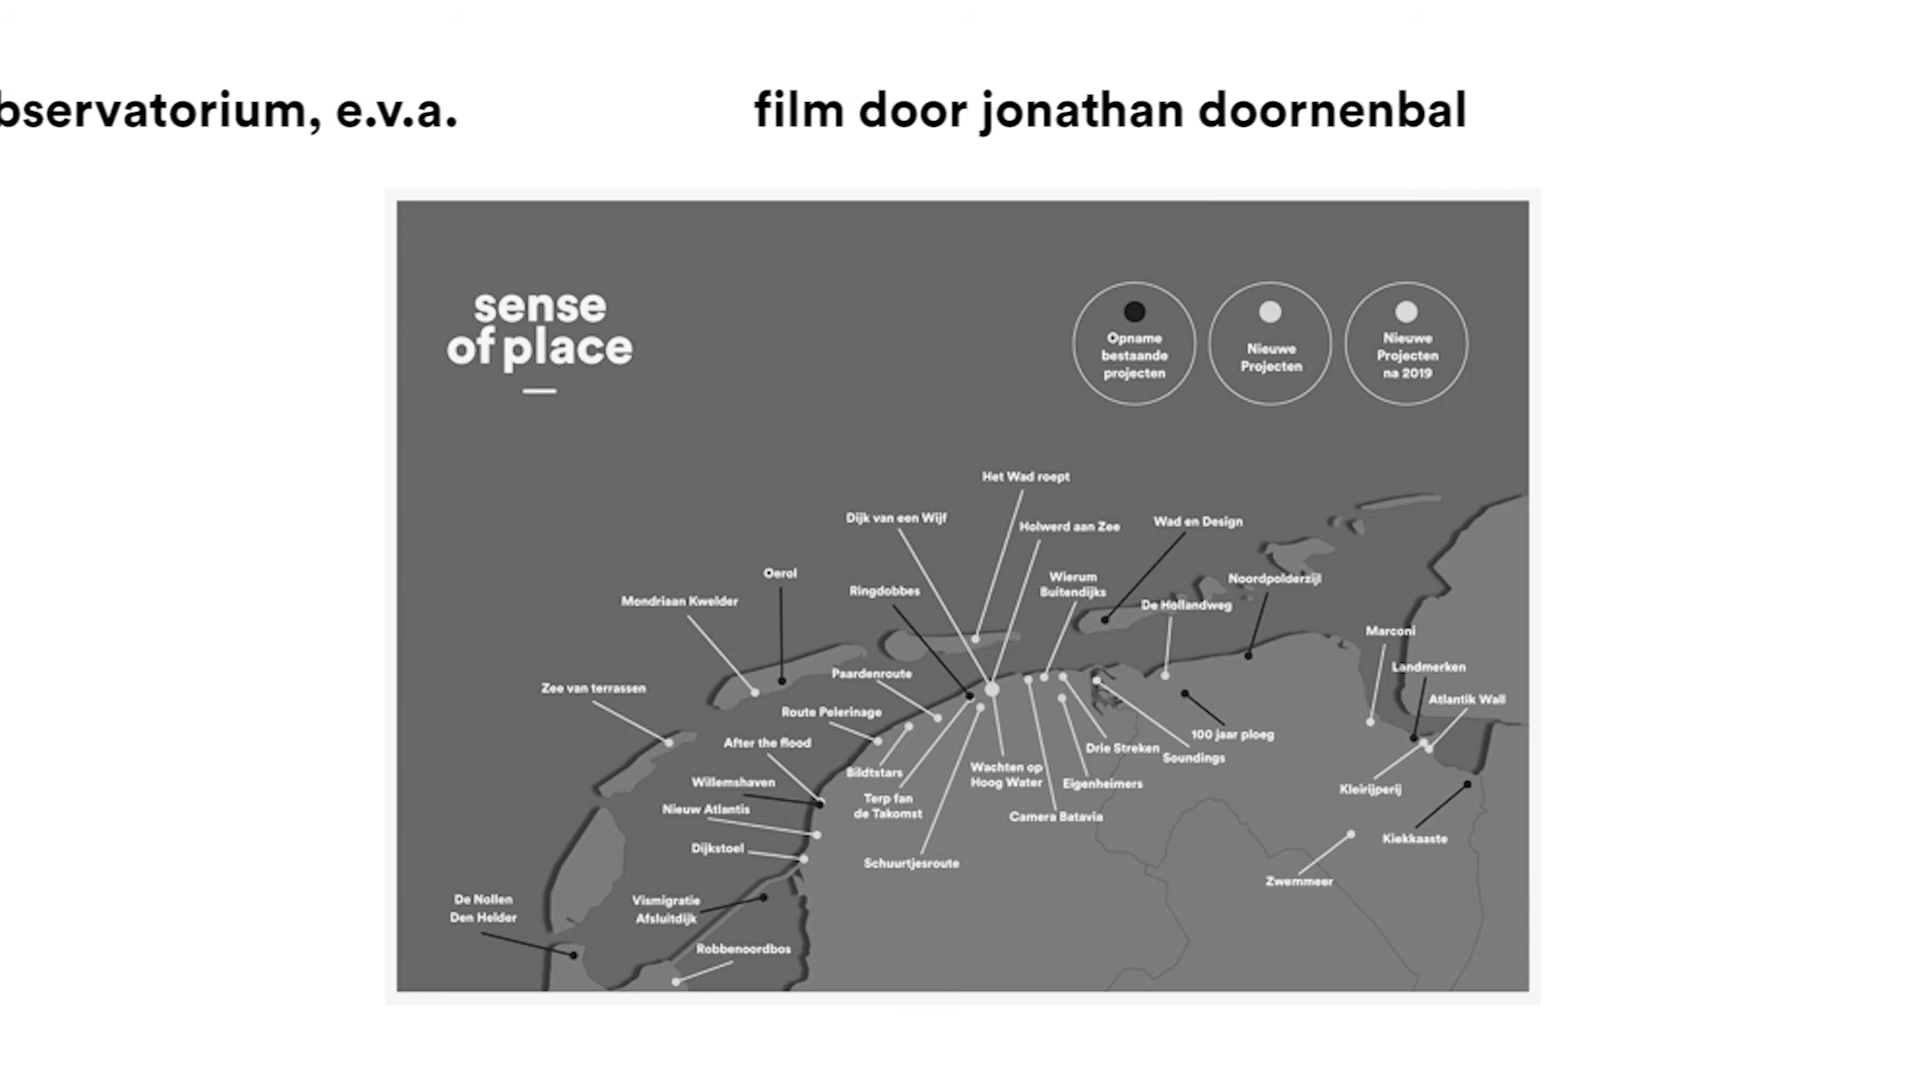 bservatorium, e.v.a.
film door jonathan doornenbal
sense
of place
Opname
bestaande
projecten
Nieuwe
Projecten
Nieuwe
Projecten
na 2019
Het Wad roept
Dijk van een Wijf
Holwerd aan Zee
Wad en Design
Oerol
Ringdobbes
Wierum
Buitendijks
Noordpolderzijl
Mondriaan Kwelder
De Hollandweg
Marconi
Landmerken
Paardenroute
Zee van terrassen
Atlantik Wall
Route Pelerinage
100 jaar ploeg
After the flood
Drie Streken
Soundings
Bildtstars
Wachten op
Hoog Water
Willemshaven
Eigenheimers
Kleirijperij
Terp fan
de Takomst
Nieuw Atlantis
Camera Batavia
Kiekkaaste
Dijkstoel
Schuurtjesroute
Zwemmeer
De Nollen
Den Helder
Vismigratie
Afsluitdijk
Robbenoordbos